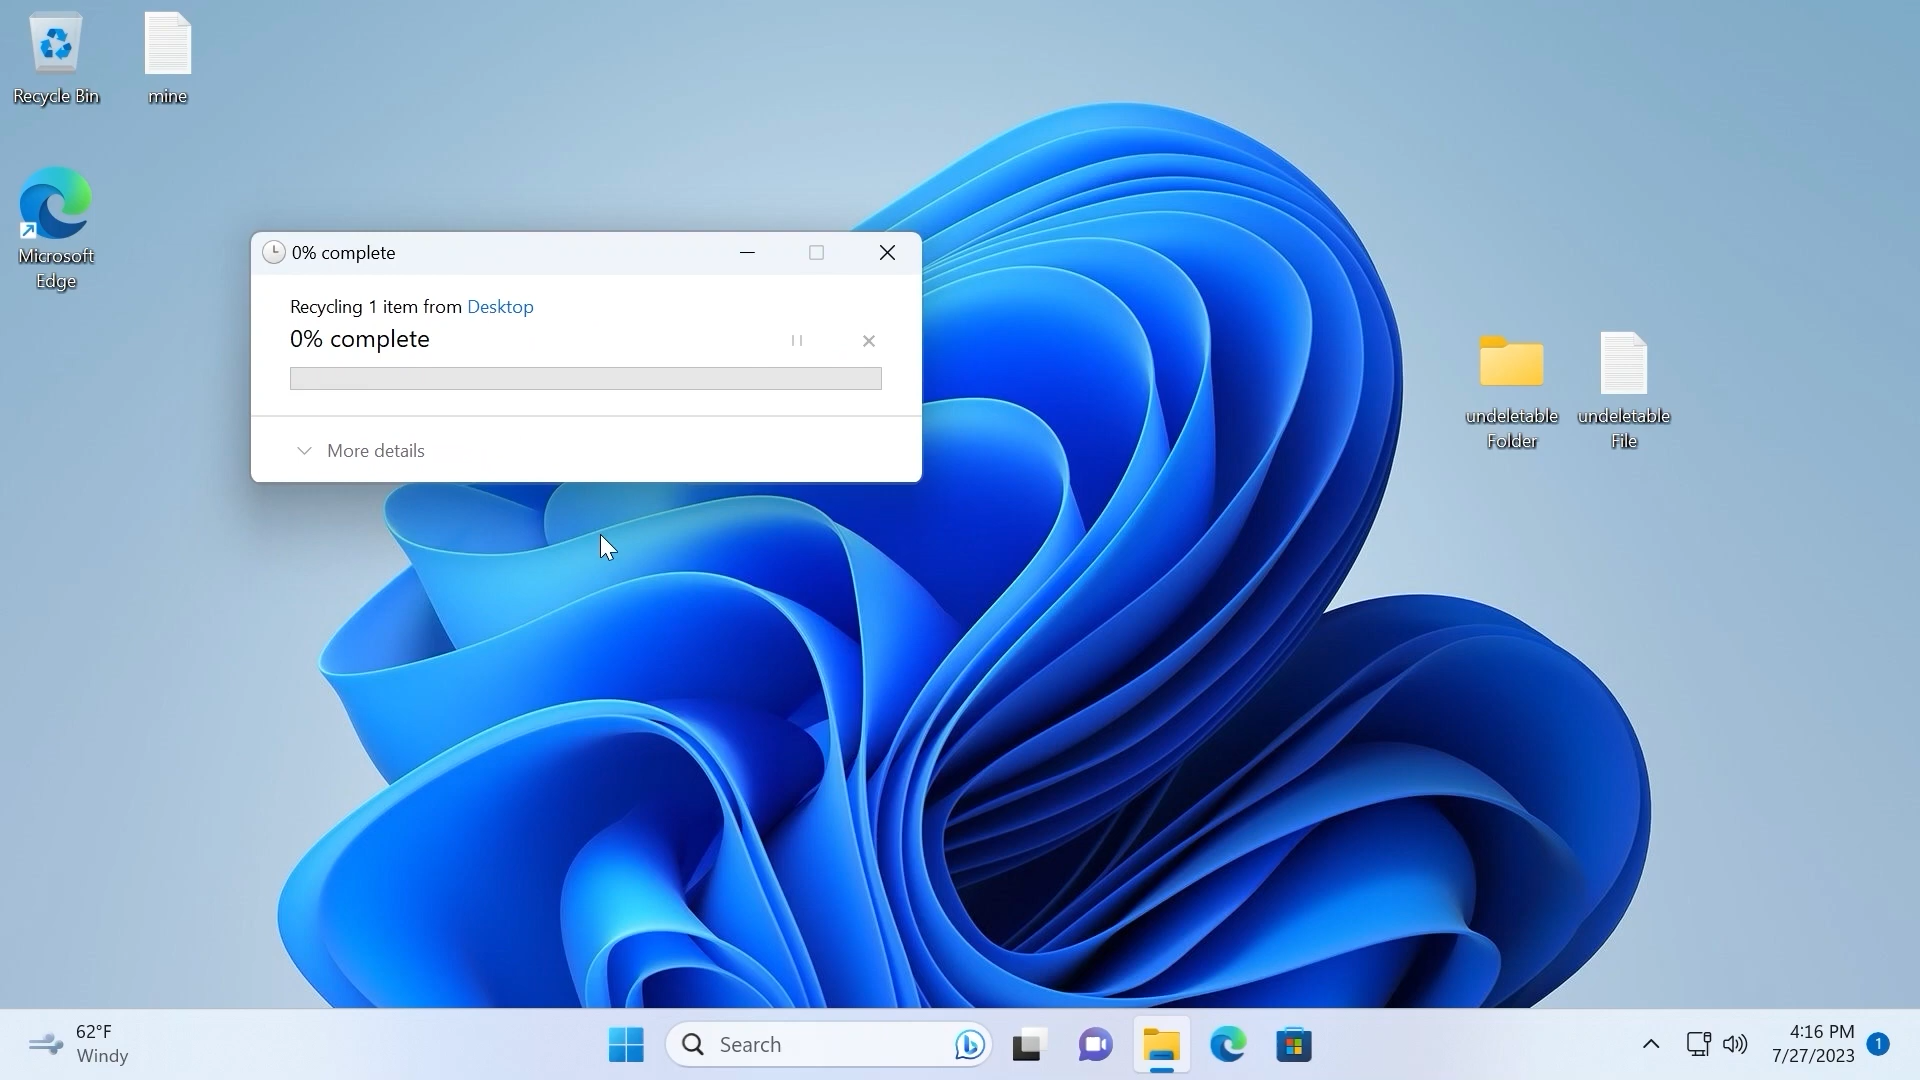 Recycle Bin
mine
Microsoft
Edge
0% complete
Recycling 1 item from Desktop
0% complete
More details
undeletable
Folder
undeletable
File
62°F
Windy
Search
4:16 PM
7/27/2023
1